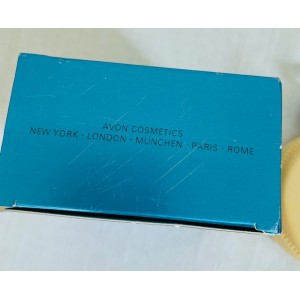 AVON COSMETICS
NEW YORK · LONDON · MUNCHEN · PARIS · ROME